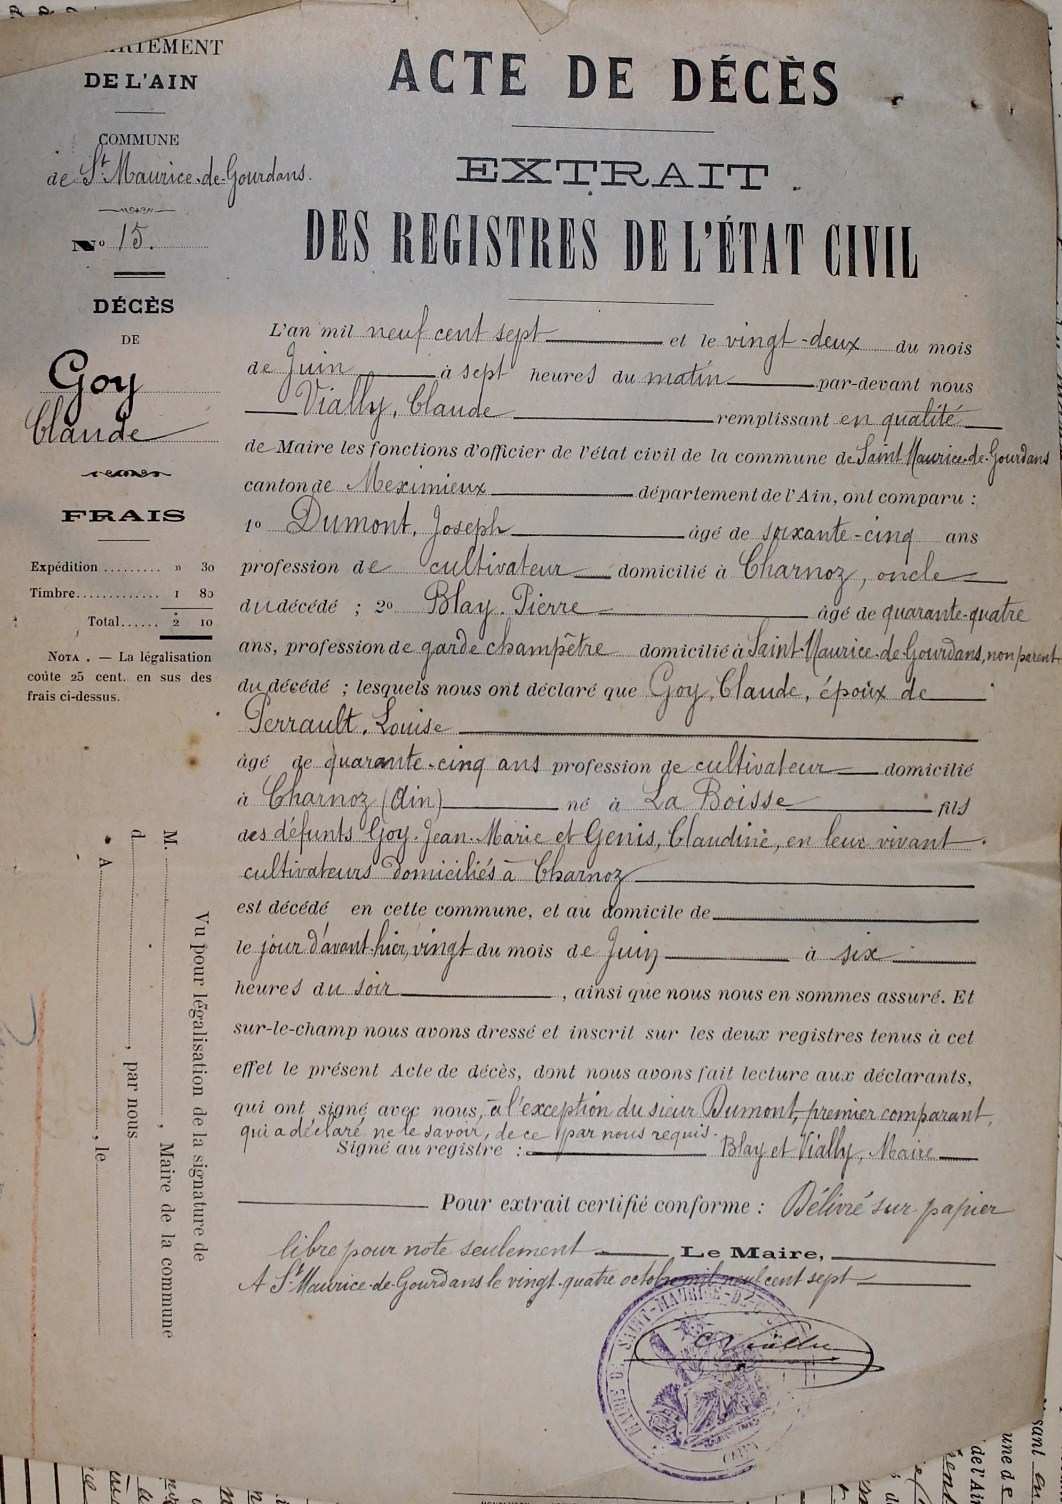 DÉPARTEMENT
DE L'AIN
COMMUNE
de St Maurice-de-Gourdans.
No 15.
DÉCÈS
DE
Goy
Claude
FRAIS
Expédition ......... » 30
Timbre............. 1 80
Total...... 2 10
NOTA. — La légalisation
coûte 25 cent. en sus des
frais ci-dessus.
Vu pour légalisation de la signature de
M. , Maire de la commune
d , par nous
A , le
ACTE DE DÉCÈS
EXTRAIT
DES REGISTRES DE L'ÉTAT CIVIL
L'an mil neuf cent sept et le vingt-deux du mois
de Juin à sept heures du matin par-devant nous
Vially, Claude remplissant en qualité
de Maire les fonctions d'officier de l'état civil de la commune de Saint Maurice-de-Gourdans
canton de Meximieux département de l'Ain, ont comparu :
1o Dumont, Joseph âgé de soixante-cinq ans
profession de cultivateur domicilié à Charnoz, oncle
du décédé ; 2o Blay, Pierre âgé de quarante-quatre
ans, profession de garde champêtre domicilié à Saint-Maurice-de-Gourdans, non parent
du décédé ; lesquels nous ont déclaré que Goy, Claude, époux de
Perrault, Louise
âgé de quarante-cinq ans profession de cultivateur domicilié
à Charnoz (Ain) né à La Boisse fils
des défunts Goy, Jean-Marie et Genis, Claudine, en leur vivant
cultivateurs domiciliés à Charnoz
est décédé en cette commune, et au domicile de
le jour d'avant hier, vingt du mois de Juin à six
heures du soir , ainsi que nous nous en sommes assuré. Et
sur-le-champ nous avons dressé et inscrit sur les deux registres tenus à cet
effet le présent Acte de décès, dont nous avons fait lecture aux déclarants,
qui ont signé avec nous, à l'exception du sieur Dumont, premier comparant,
qui a déclaré ne le savoir, de ce par nous requis.
Signé au registre : Blay et Vially, Maire
Pour extrait certifié conforme : Délivré sur papier
libre pour note seulement Le Maire,
A St Maurice-de-Gourdans le vingt-quatre octobre mil neuf cent sept
MAIRIE DE SAINT-MAURICE-DE-